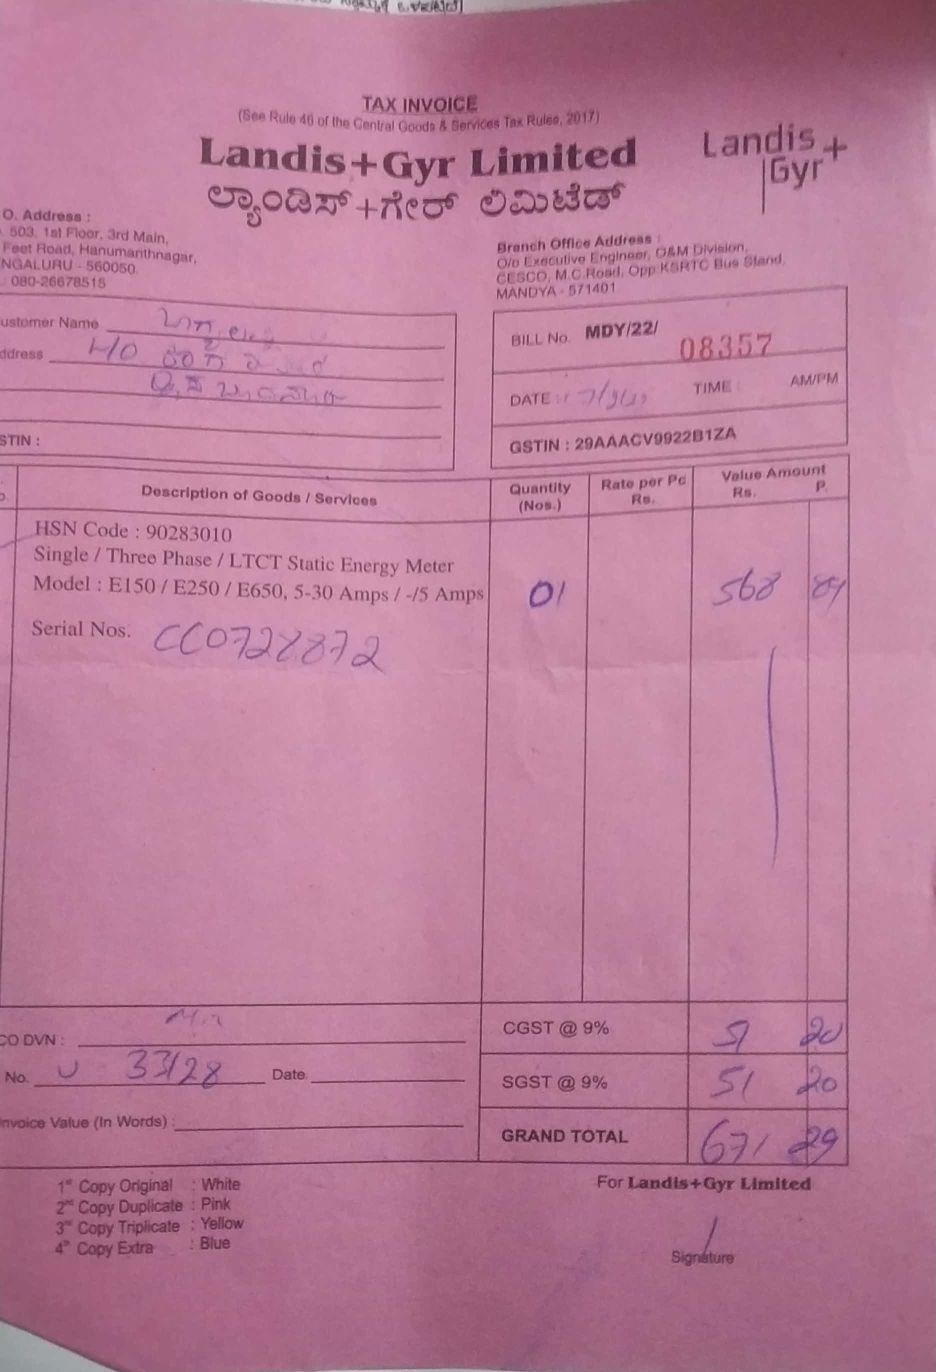 TAX INVOICE
(See Rule 46 of the Central Goods & Services Tax Rules, 2017)
Landis+Gyr Limited
ಲ್ಯಾಂಡಿಸ್+ಗೇರ್ ಲಿಮಿಟೆಡ್
Landis+
Gyr
O. Address :
503, 1st Floor, 3rd Main,
Feet Road, Hanumanthnagar,
NGALURU - 560050.
080-26678515
Branch Office Address :
O/o Executive Engineer, O&M Division,
CESCO, M.C.Road, Opp.KSRTC Bus Stand,
MANDYA - 571401
ustomer Name
ddress H/O
STIN :
BILL No. MDY/22/ 08357
DATE : TIME : AM/PM
GSTIN : 29AAACV9922B1ZA
Description of Goods / Services
Quantity (Nos.)
Rate per Pc Rs.
Value Amount Rs. P.
HSN Code : 90283010
Single / Three Phase / LTCT Static Energy Meter
Model : E150 / E250 / E650, 5-30 Amps / -/5 Amps 01 568 89
Serial Nos. CC0728872
CO DVN :
No. 33128 Date
nvoice Value (In Words) :
CGST @ 9% 51 20
SGST @ 9% 51 20
GRAND TOTAL 671 29
1st Copy Original : White
2nd Copy Duplicate : Pink
3rd Copy Triplicate : Yellow
4th Copy Extra : Blue
For Landis+Gyr Limited
Signature